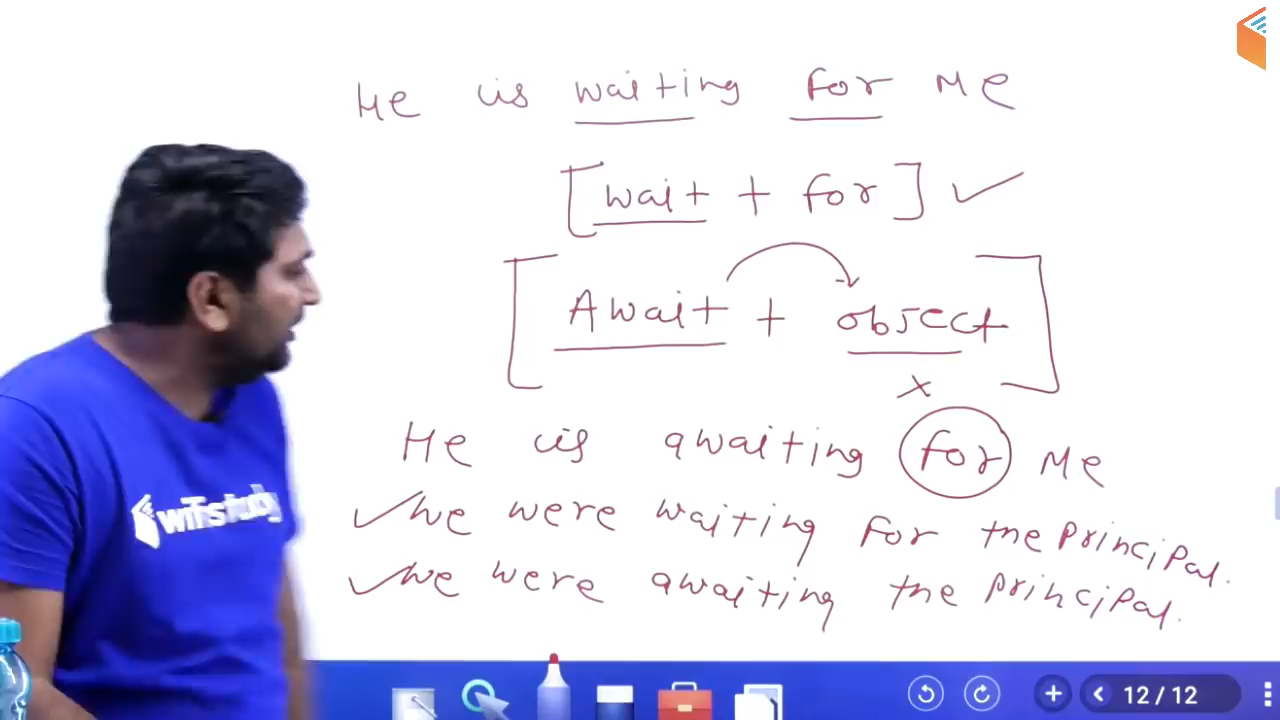 He is waiting for me
[wait + for] ✓
[Await + object]
x
He is awaiting for me
✓ we were waiting for the principal.
✓ we were awaiting the principal.
wifistudy
12 / 12